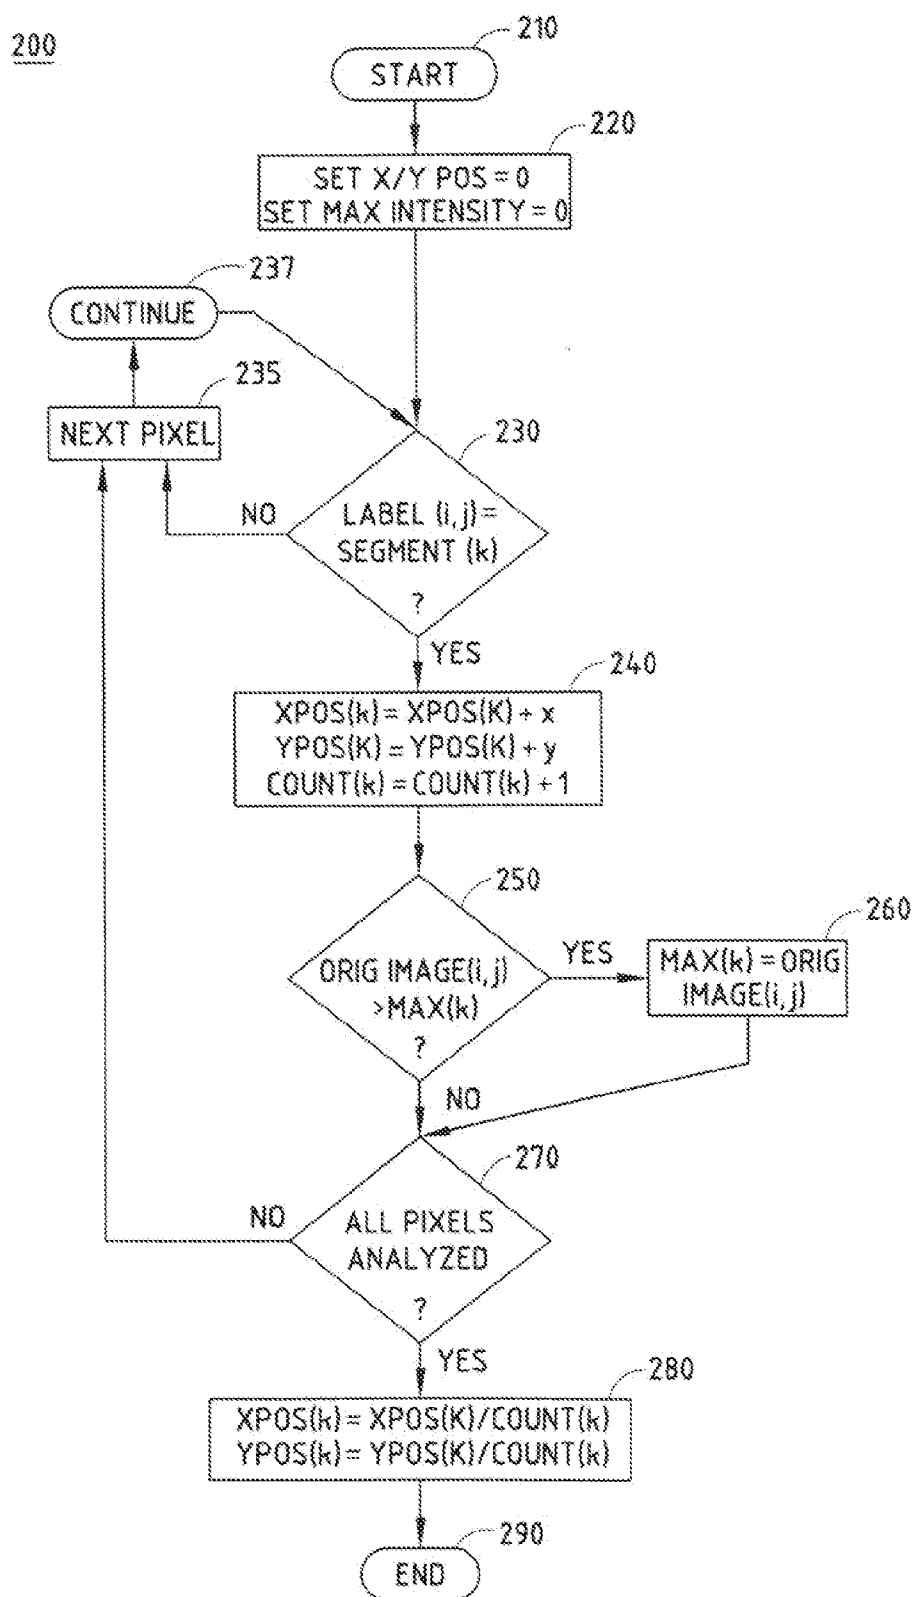 200
210
START
220
SET X/Y POS = 0
SET MAX INTENSITY = 0
237
CONTINUE
235
NEXT PIXEL
230
NO
LABEL (i,j) =
SEGMENT (k)
?
YES
240
XPOS(k) = XPOS(K) + x
YPOS(K) = YPOS(K) + y
COUNT(k) = COUNT(k) + 1
250
ORIG IMAGE(i,j)
>MAX(k)
?
YES
260
MAX(k) = ORIG
IMAGE(i,j)
NO
270
NO
ALL PIXELS
ANALYZED
?
YES
280
XPOS(k) = XPOS(K)/COUNT(k)
YPOS(k) = YPOS(K)/COUNT(k)
290
END